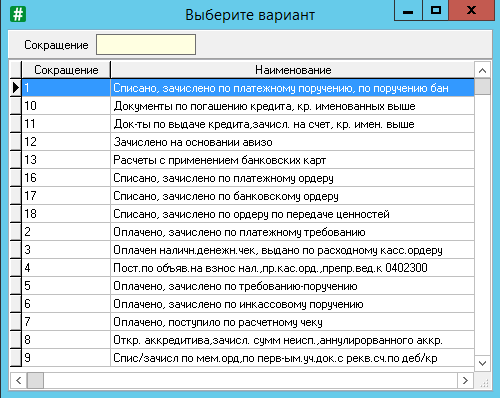 Выберите вариант
Сокращение
Сокращение Наименование
1 Списано, зачислено по платежному поручению, по поручению бан
10 Документы по погашению кредита, кр. именованных выше
11 Док-ты по выдаче кредита,зачисл. на счет, кр. имен. выше
12 Зачислено на основании авизо
13 Расчеты с применением банковских карт
16 Списано, зачислено по платежному ордеру
17 Списано, зачислено по банковскому ордеру
18 Списано, зачислено по ордеру по передаче ценностей
2 Оплачено, зачислено по платежному требованию
3 Оплачен наличн.денежн.чек, выдано по расходному касс.ордеру
4 Пост.по объяв.на взнос нал.,пр.кас.орд.,препр.вед.к 0402300
5 Оплачено, зачислено по требованию-поручению
6 Оплачено, зачислено по инкассовому поручению
7 Оплачено, поступило по расчетному чеку
8 Откр. аккредитива,зачисл. сумм неисп.,аннулирорванного аккр.
9 Спис/зачисл по мем.орд,по перв-ым.уч.док.с рекв.сч.по деб/кр